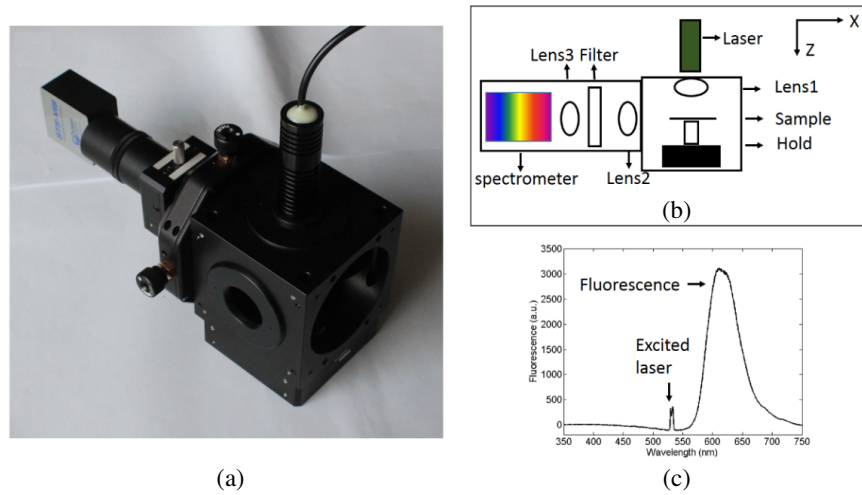 X
Z
Laser
Lens3 Filter
Lens1
Sample
Hold
spectrometer
Lens2
(b)
3500
3000
2500
2000
1500
1000
500
0
Fluorescence (a.u.)
Fluorescence
Excited
laser
350 400 450 500 550 600 650 700 750
Wavelength (nm)
(a)
(c)